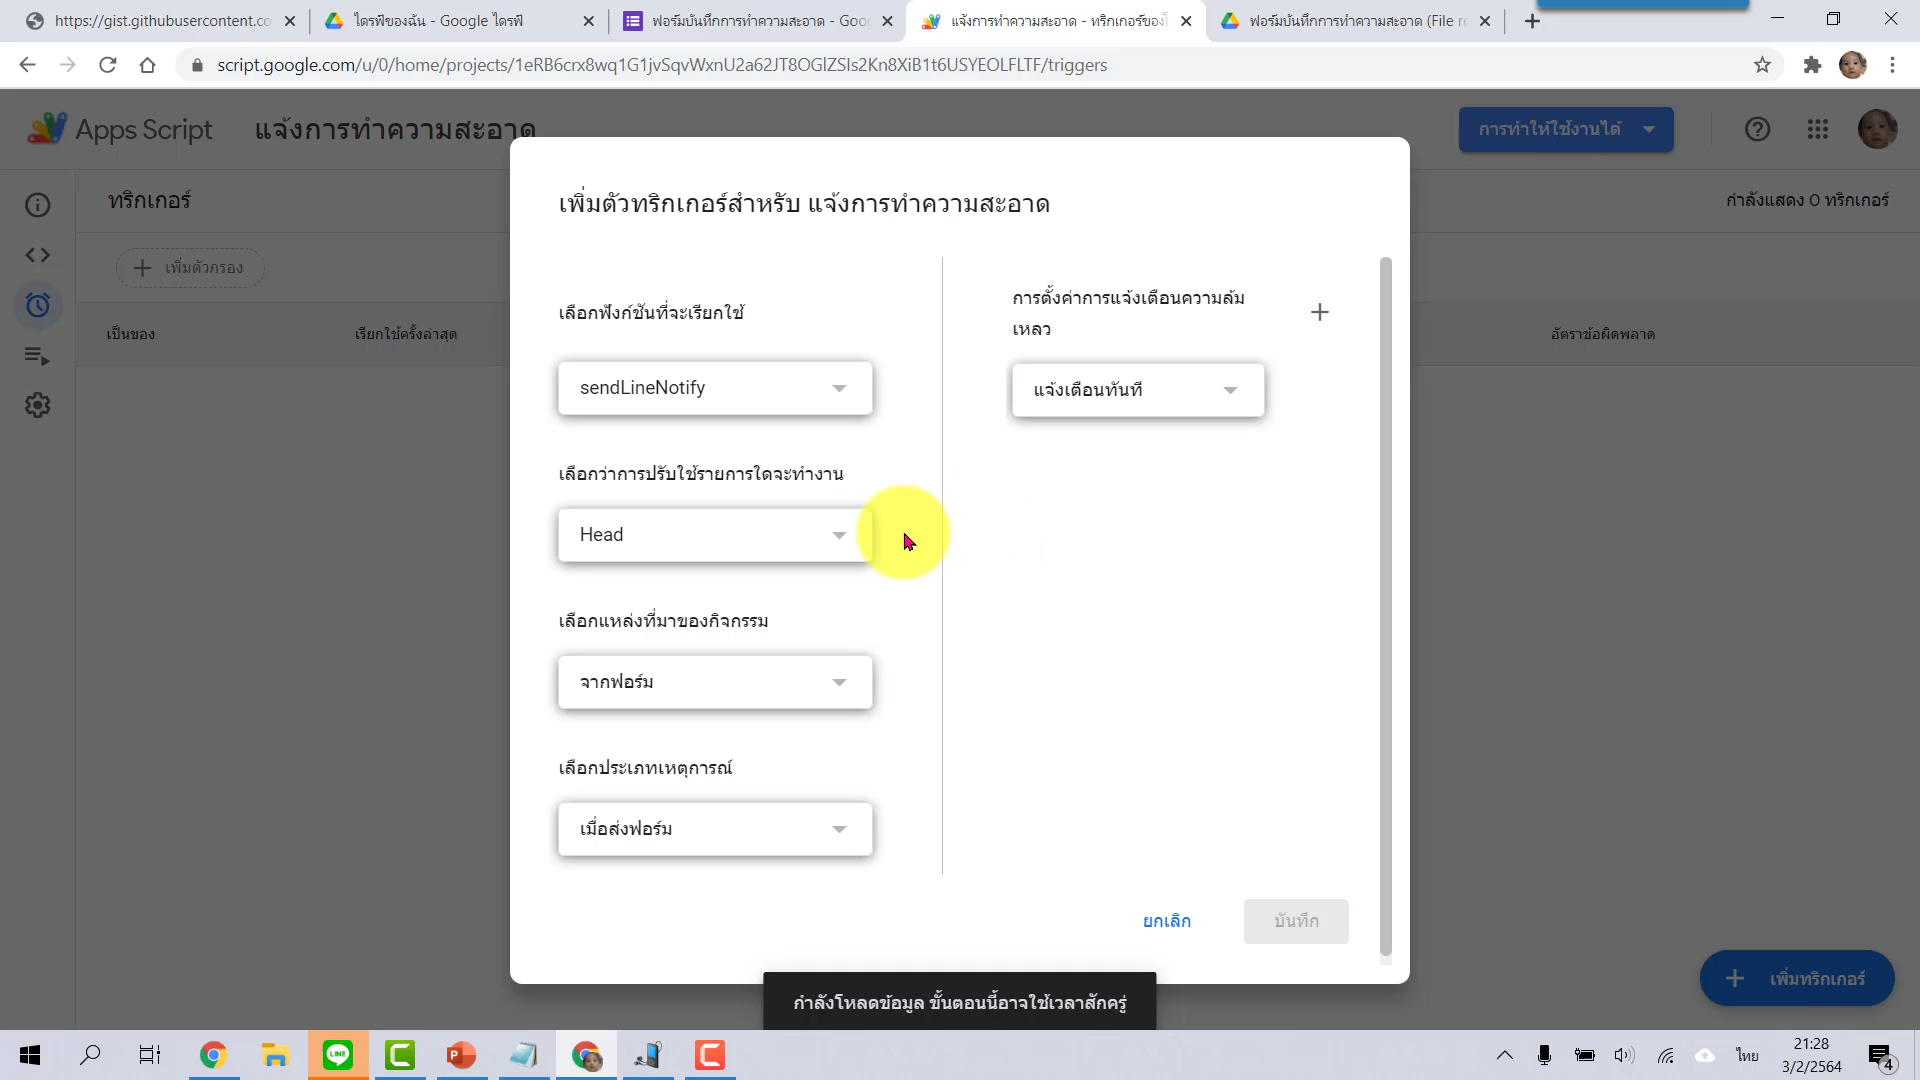 https://gist.githubusercontent.co
ไดรฟ์ของฉัน - Google ไดรฟ์
ฟอร์มบันทึกการทำความสะอาด - Goog
แจ้งการทำความสะอาด - ทริกเกอร์ของโ
ฟอร์มบันทึกการทำความสะอาด (File re
script.google.com/u/0/home/projects/1eRB6crx8wq1G1jvSqvWxnU2a62JT8OGlZSIs2Kn8XiB1t6USYEOLFLTF/triggers
Apps Script
แจ้งการทำความสะอาด
การทำให้ใช้งานได้
ทริกเกอร์
กำลังแสดง 0 ทริกเกอร์
เพิ่มตัวกรอง
เป็นของ
เรียกใช้ครั้งล่าสุด
อัตราข้อผิดพลาด
เพิ่มตัวทริกเกอร์สำหรับ แจ้งการทำความสะอาด
เลือกฟังก์ชันที่จะเรียกใช้
sendLineNotify
เลือกว่าการปรับใช้รายการใดจะทำงาน
Head
เลือกแหล่งที่มาของกิจกรรม
จากฟอร์ม
เลือกประเภทเหตุการณ์
เมื่อส่งฟอร์ม
การตั้งค่าการแจ้งเตือนความล้ม
เหลว
แจ้งเตือนทันที
ยกเลิก
บันทึก
เพิ่มทริกเกอร์
กำลังโหลดข้อมูล ขั้นตอนนี้อาจใช้เวลาสักครู่
LINE
ไทย
21:28
3/2/2564
4